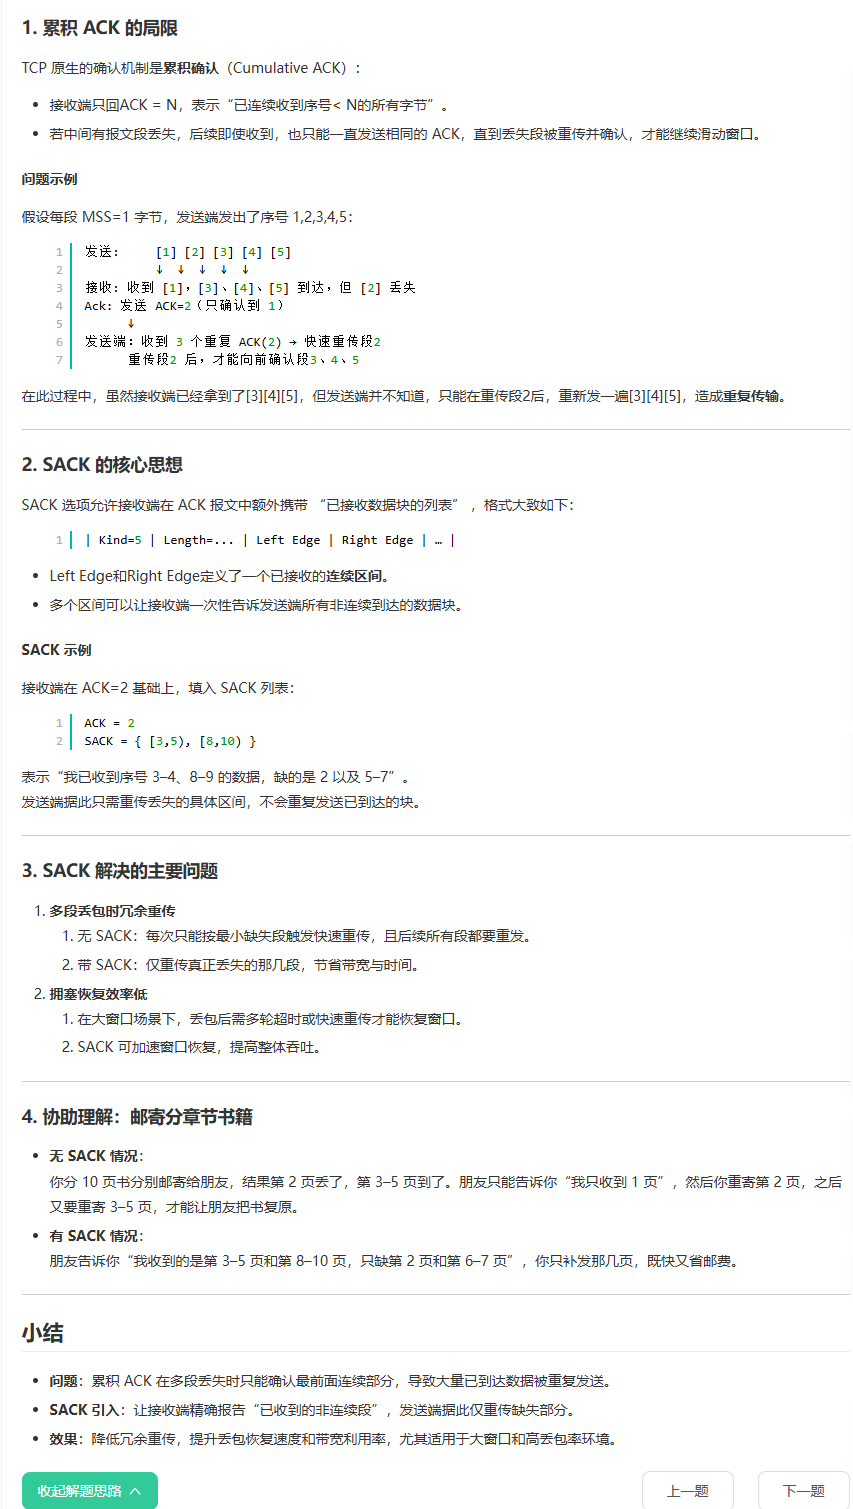 1. 累积 ACK 的局限
TCP 原生的确认机制是累积确认（Cumulative ACK）：
• 接收端只回ACK = N，表示“已连续收到序号< N的所有字节”。
• 若中间有报文段丢失，后续即使收到，也只能一直发送相同的 ACK，直到丢失段被重传并确认，才能继续滑动窗口。
问题示例
假设每段 MSS=1 字节，发送端发出了序号 1,2,3,4,5：
1 发送： [1] [2] [3] [4] [5]
2 ↓ ↓ ↓ ↓ ↓
3 接收：收到 [1]，[3]、[4]、[5] 到达，但 [2] 丢失
4 Ack: 发送 ACK=2（只确认到 1）
5 ↓
6 发送端：收到 3 个重复 ACK(2) → 快速重传段2
7 重传段2 后，才能向前确认段3、4、5
在此过程中，虽然接收端已经拿到了[3][4][5]，但发送端并不知道，只能在重传段2后，重新发一遍[3][4][5]，造成重复传输。
2. SACK 的核心思想
SACK 选项允许接收端在 ACK 报文中额外携带 “已接收数据块的列表” ，格式大致如下：
1 | Kind=5 | Length=... | Left Edge | Right Edge | … |
• Left Edge和Right Edge定义了一个已接收的连续区间。
• 多个区间可以让接收端一次性告诉发送端所有非连续到达的数据块。
SACK 示例
接收端在 ACK=2 基础上，填入 SACK 列表：
1 ACK = 2
2 SACK = { [3,5), [8,10) }
表示“我已收到序号 3–4、8–9 的数据，缺的是 2 以及 5–7”。
发送端据此只需重传丢失的具体区间，不会重复发送已到达的块。
3. SACK 解决的主要问题
1. 多段丢包时冗余重传
1. 无 SACK：每次只能按最小缺失段触发快速重传，且后续所有段都要重发。
2. 带 SACK：仅重传真正丢失的那几段，节省带宽与时间。
2. 拥塞恢复效率低
1. 在大窗口场景下，丢包后需多轮超时或快速重传才能恢复窗口。
2. SACK 可加速窗口恢复，提高整体吞吐。
4. 协助理解：邮寄分章节书籍
• 无 SACK 情况：
你分 10 页书分别邮寄给朋友，结果第 2 页丢了，第 3–5 页到了。朋友只能告诉你“我只收到 1 页”，然后你重寄第 2 页，之后
又要重寄 3–5 页，才能让朋友把书复原。
• 有 SACK 情况：
朋友告诉你“我收到的是第 3–5 页和第 8–10 页，只缺第 2 页和第 6–7 页”，你只补发那几页，既快又省邮费。
小结
• 问题：累积 ACK 在多段丢失时只能确认最前面连续部分，导致大量已到达数据被重复发送。
• SACK 引入：让接收端精确报告“已收到的非连续段”，发送端据此仅重传缺失部分。
• 效果：降低冗余重传，提升丢包恢复速度和带宽利用率，尤其适用于大窗口和高丢包率环境。
收起解题思路 上一题 下一题